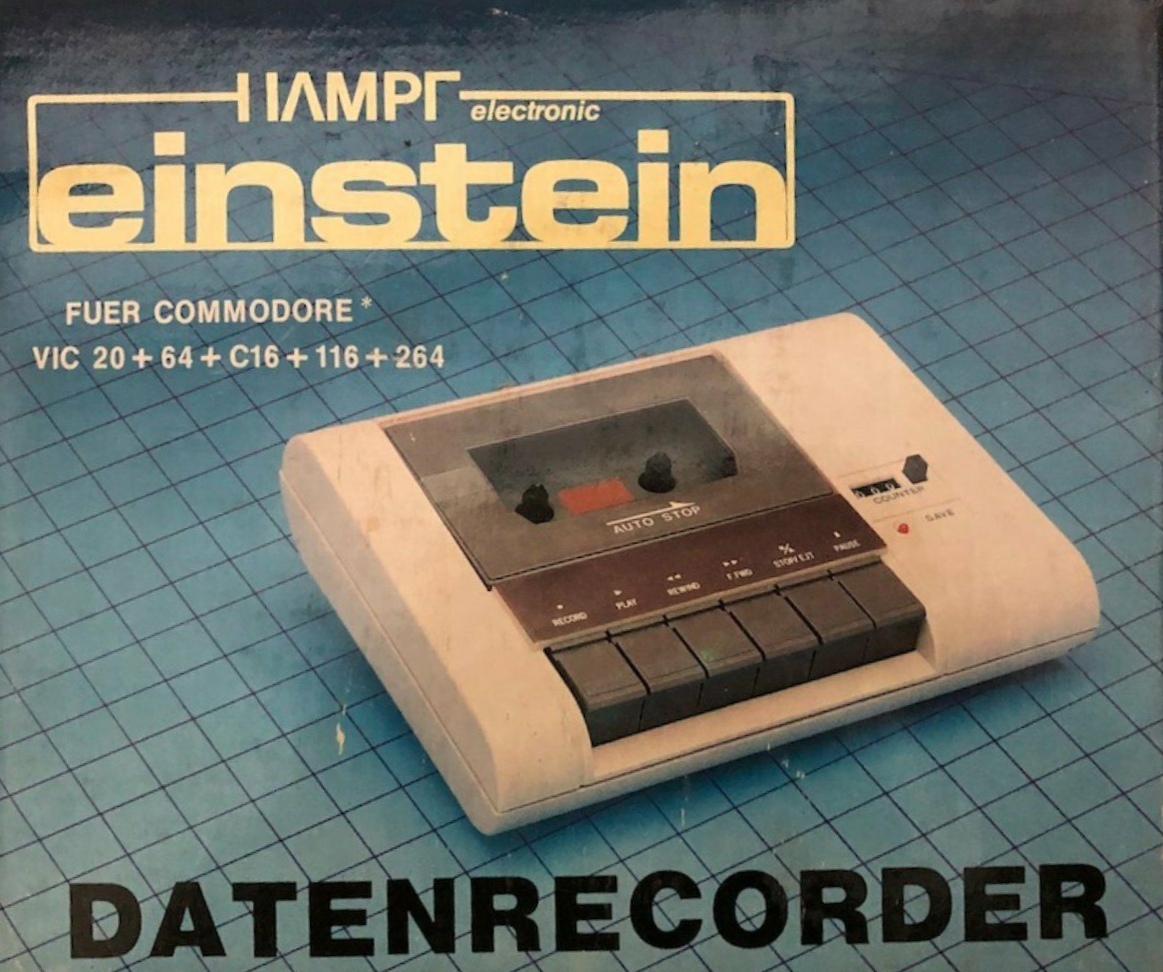 HAMPF electronic
einstein
FUER COMMODORE*
VIC 20 + 64 + C16 + 116 + 264
000
COUNTER
SAVE
AUTO STOP
RECORD PLAY REWIND F.FWD STOP/EJT PAUSE
DATENRECORDER